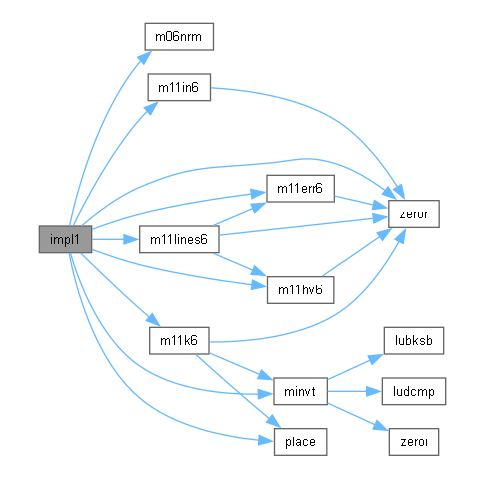 m06nrm
m11in6
m11err6
zeror
impl1
m11lines6
m11hv6
m11k6
lubksb
minvt
ludcmp
place
zeroi